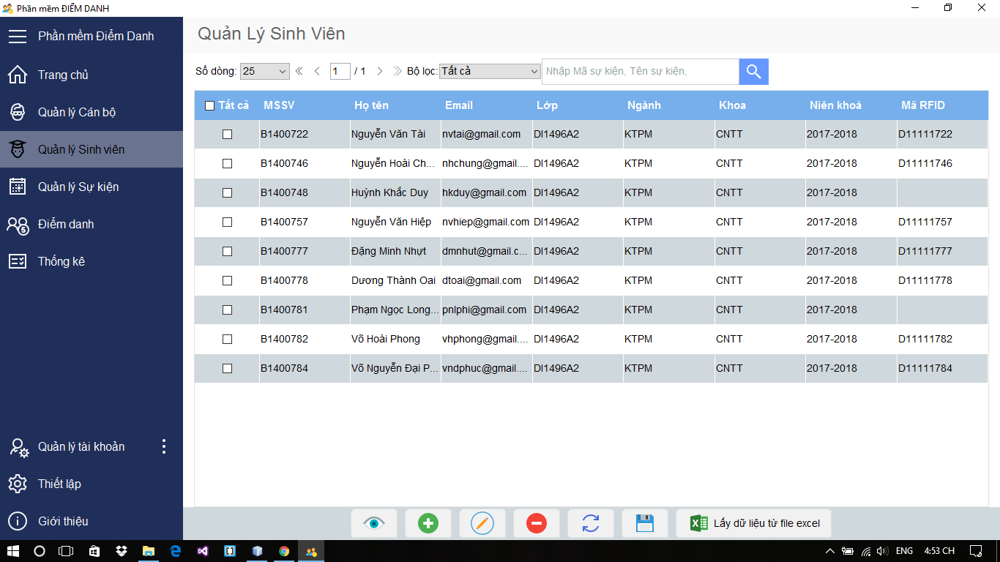 Phần mềm ĐIỂM DANH
Phần mềm Điểm Danh
Trang chủ
Quản lý Cán bộ
Quản lý Sinh viên
Quản lý Sự kiện
Điểm danh
Thống kê
Quản lý tài khoản
Thiết lập
Giới thiệu
Quản Lý Sinh Viên
Số dòng: 25 1 / 1 Bộ lọc: Tất cả Nhập Mã sự kiện, Tên sự kiện,
Tất cả MSSV Họ tên Email Lớp Ngành Khoa Niên khoá Mã RFID
B1400722 Nguyễn Văn Tài nvtai@gmail.com DI1496A2 KTPM CNTT 2017-2018 D11111722
B1400746 Nguyễn Hoài Ch... nhchung@gmail.... DI1496A2 KTPM CNTT 2017-2018 D11111746
B1400748 Huỳnh Khắc Duy hkduy@gmail.com DI1496A2 KTPM CNTT 2017-2018
B1400757 Nguyễn Văn Hiệp nvhiep@gmail.com DI1496A2 KTPM CNTT 2017-2018 D11111757
B1400777 Đặng Minh Nhựt dmnhut@gmail.c... DI1496A2 KTPM CNTT 2017-2018 D11111777
B1400778 Dương Thành Oai dtoai@gmail.com DI1496A2 KTPM CNTT 2017-2018 D11111778
B1400781 Phạm Ngọc Long... pnlphi@gmail.com DI1496A2 KTPM CNTT 2017-2018
B1400782 Võ Hoài Phong vhphong@gmail.... DI1496A2 KTPM CNTT 2017-2018 D11111782
B1400784 Võ Nguyễn Đại P... vndphuc@gmail.... DI1496A2 KTPM CNTT 2017-2018 D11111784
Lấy dữ liệu từ file excel
ENG 4:53 CH